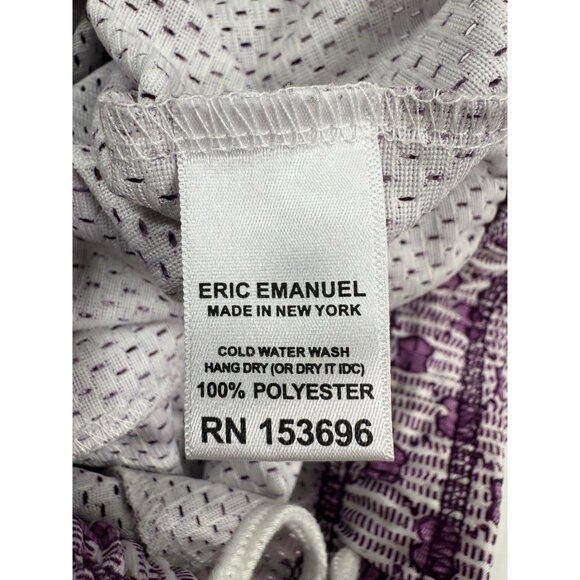 ERIC EMANUEL
MADE IN NEW YORK
COLD WATER WASH
HANG DRY (OR DRY IT IDC)
100% POLYESTER
RN 153696